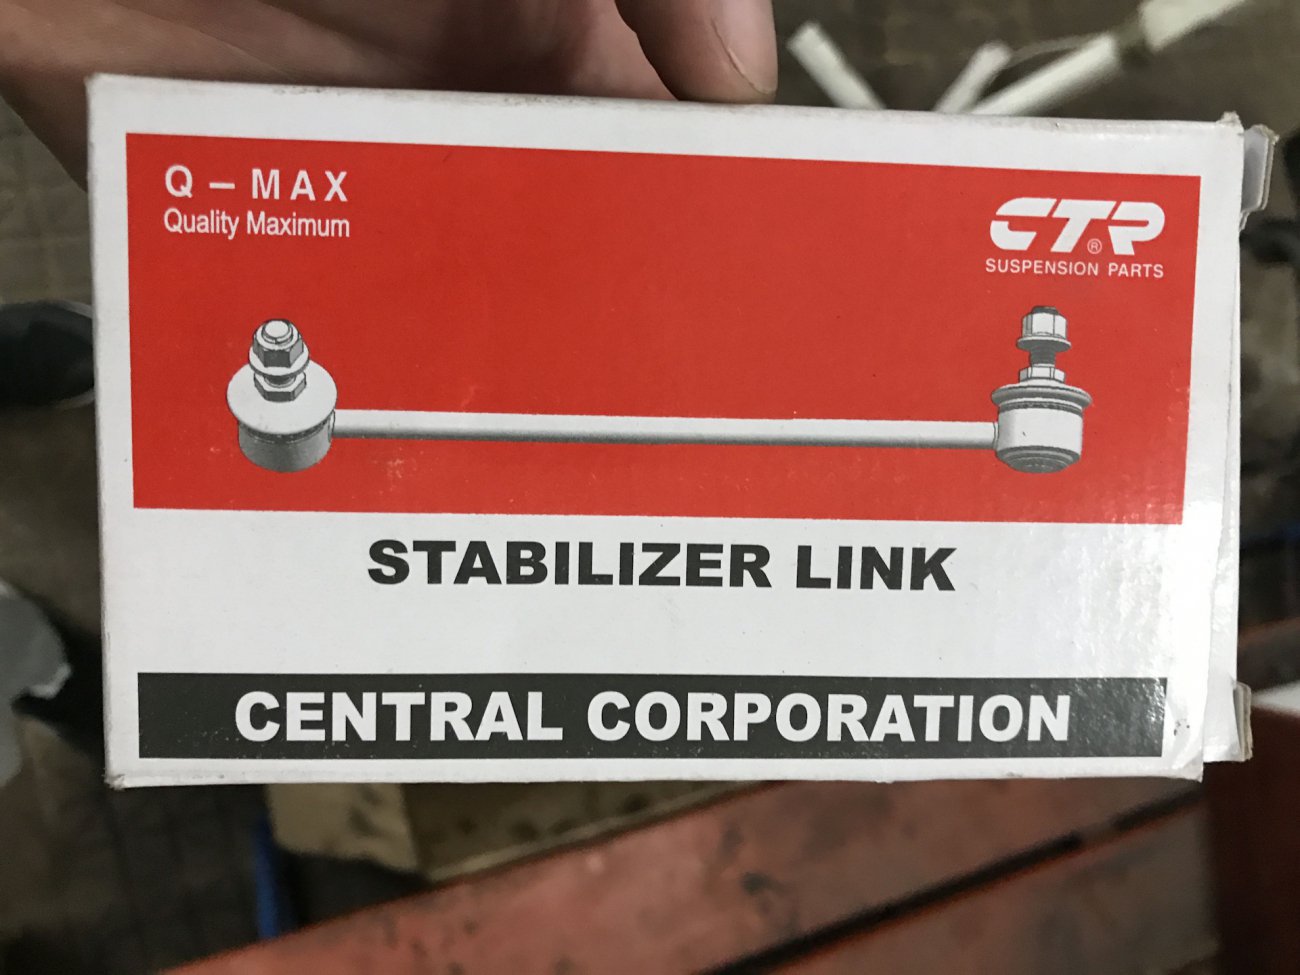 Q – MAX
Quality Maximum
CTR®
SUSPENSION PARTS
STABILIZER LINK
CENTRAL CORPORATION